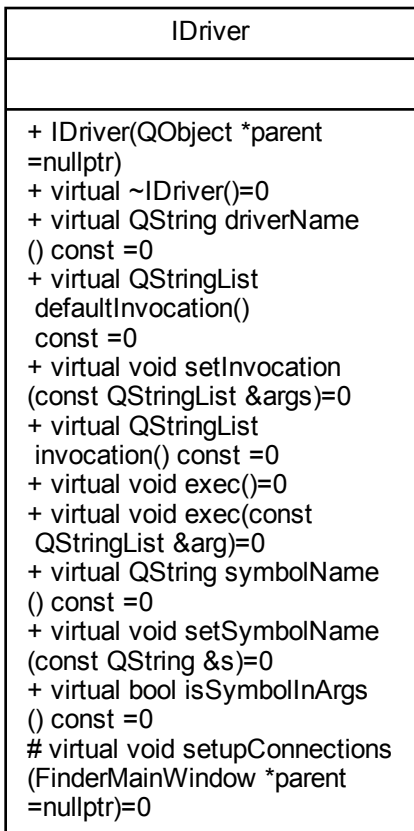 IDriver
+ IDriver(QObject *parent
=nullptr)
+ virtual ~IDriver()=0
+ virtual QString driverName
() const =0
+ virtual QStringList
defaultInvocation()
const =0
+ virtual void setInvocation
(const QStringList &args)=0
+ virtual QStringList
invocation() const =0
+ virtual void exec()=0
+ virtual void exec(const
QStringList &arg)=0
+ virtual QString symbolName
() const =0
+ virtual void setSymbolName
(const QString &s)=0
+ virtual bool isSymbolInArgs
() const =0
# virtual void setupConnections
(FinderMainWindow *parent
=nullptr)=0